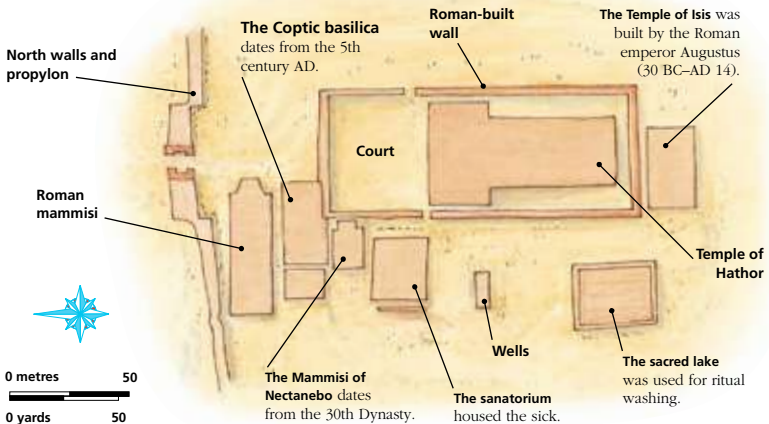 North walls and
propylon
The Coptic basilica
dates from the 5th
century AD.
Roman-built
wall
The Temple of Isis was
built by the Roman
emperor Augustus
(30 BC–AD 14).
Court
Roman
mammisi
Temple of
Hathor
Wells
The Mammisi of
Nectanebo dates
from the 30th Dynasty.
The sanatorium
housed the sick.
The sacred lake
was used for ritual
washing.
0 metres 50
0 yards 50